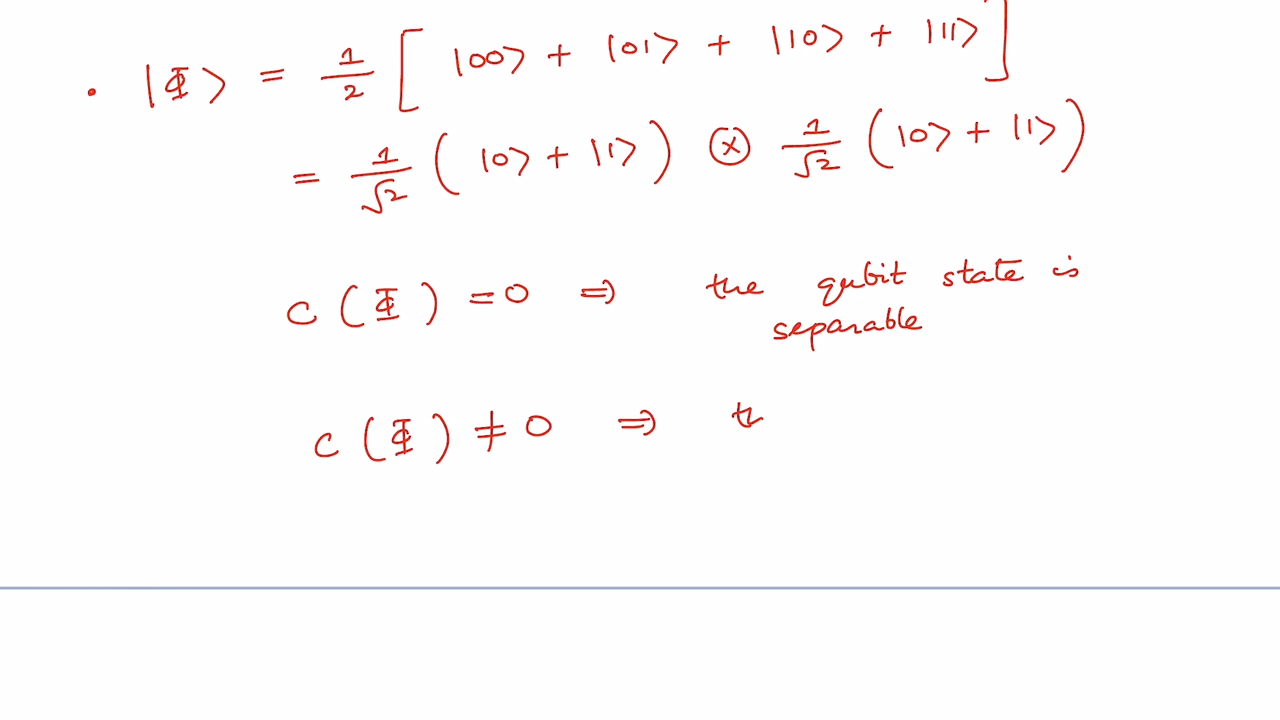 • |Φ> = 1/2 [ |00> + |01> + |10> + |11> ]
= 1/√2 ( |0> + |1> ) ⊗ 1/√2 ( |0> + |1> )
C (Φ) = 0 ⇒ the qubit state is
separable
C (Φ) ≠ 0 ⇒ t